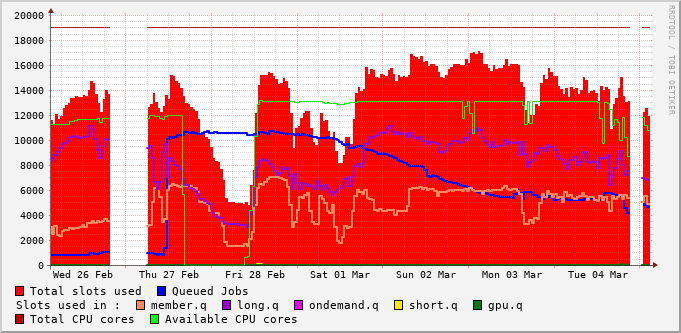 RRDTOOL / TOBI OETIKER
20000
18000
16000
14000
12000
10000
8000
6000
4000
2000
0
Wed 26 Feb Thu 27 Feb Fri 28 Feb Sat 01 Mar Sun 02 Mar Mon 03 Mar Tue 04 Mar
Total slots used Queued Jobs
Slots used in : member.q long.q ondemand.q short.q gpu.q
Total CPU cores Available CPU cores